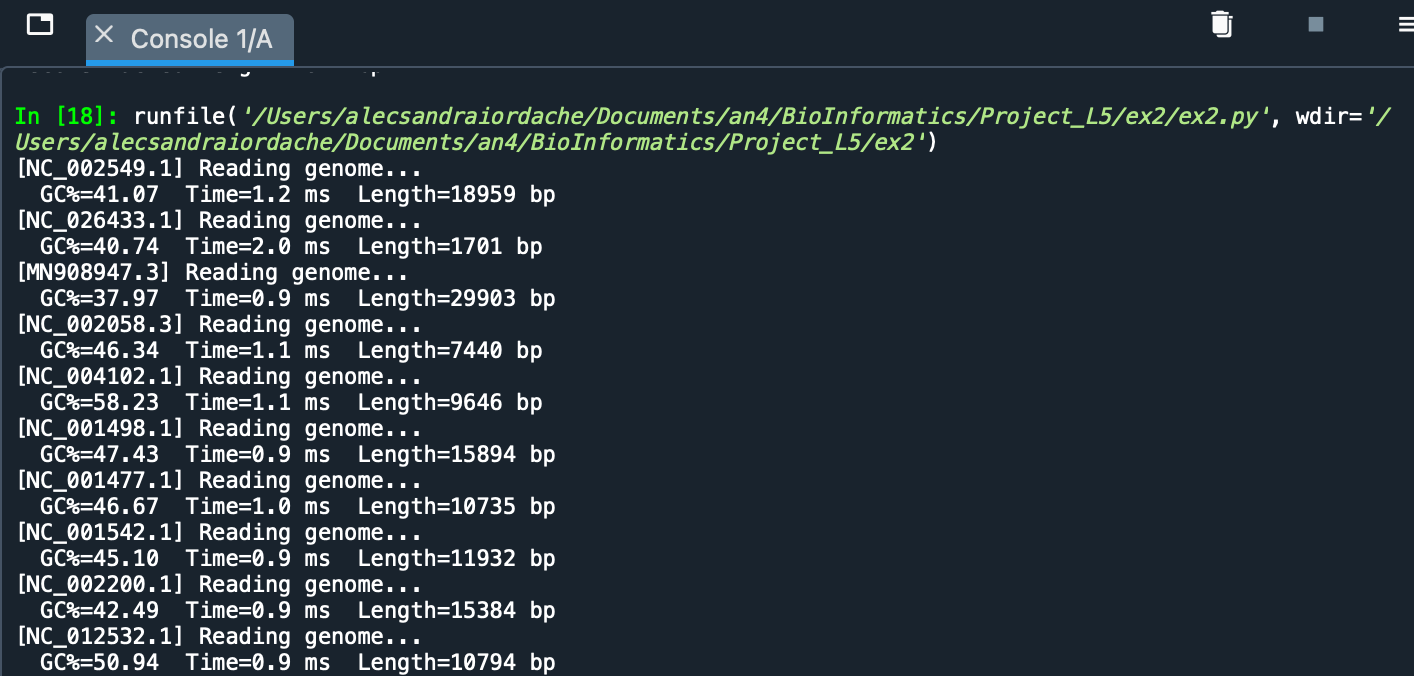 Console 1/A
In [18]: runfile('/Users/alecsandraiordache/Documents/an4/BioInformatics/Project_L5/ex2/ex2.py', wdir='/
Users/alecsandraiordache/Documents/an4/BioInformatics/Project_L5/ex2')
[NC_002549.1] Reading genome...
  GC%=41.07  Time=1.2 ms  Length=18959 bp
[NC_026433.1] Reading genome...
  GC%=40.74  Time=2.0 ms  Length=1701 bp
[MN908947.3] Reading genome...
  GC%=37.97  Time=0.9 ms  Length=29903 bp
[NC_002058.3] Reading genome...
  GC%=46.34  Time=1.1 ms  Length=7440 bp
[NC_004102.1] Reading genome...
  GC%=58.23  Time=1.1 ms  Length=9646 bp
[NC_001498.1] Reading genome...
  GC%=47.43  Time=0.9 ms  Length=15894 bp
[NC_001477.1] Reading genome...
  GC%=46.67  Time=1.0 ms  Length=10735 bp
[NC_001542.1] Reading genome...
  GC%=45.10  Time=0.9 ms  Length=11932 bp
[NC_002200.1] Reading genome...
  GC%=42.49  Time=0.9 ms  Length=15384 bp
[NC_012532.1] Reading genome...
  GC%=50.94  Time=0.9 ms  Length=10794 bp